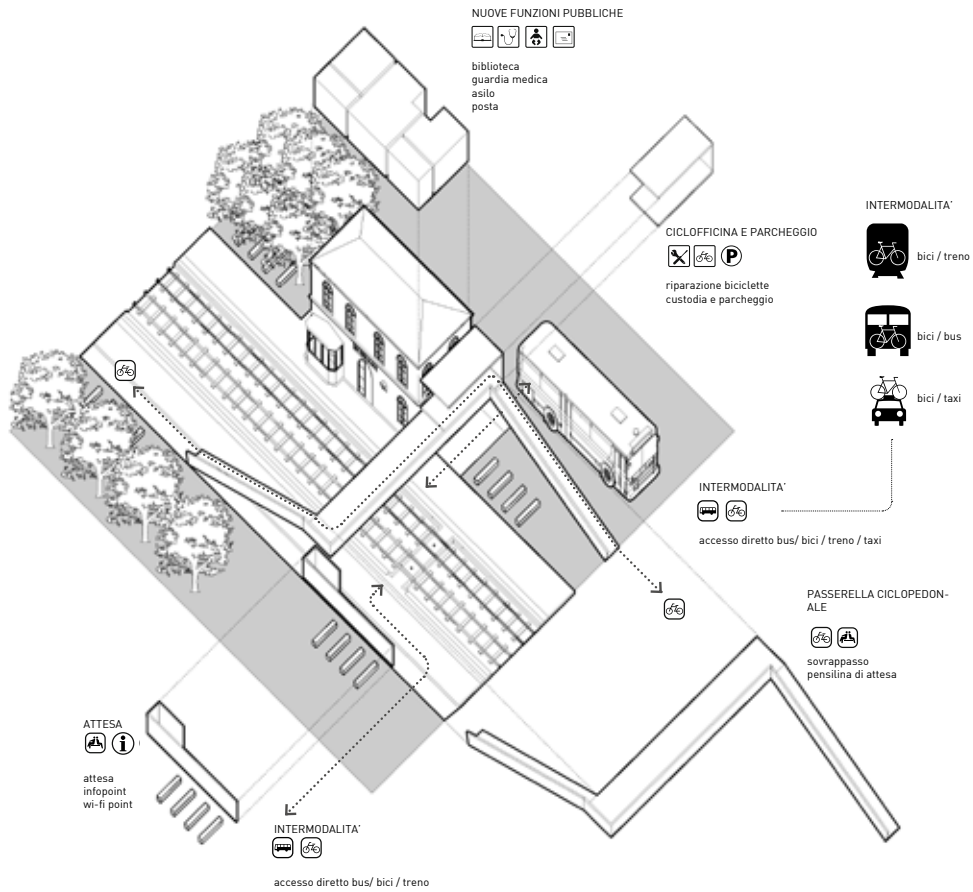 NUOVE FUNZIONI PUBBLICHE
biblioteca
guardia medica
asilo
posta
CICLOFFICINA E PARCHEGGIO
P
riparazione biciclette
custodia e parcheggio
INTERMODALITA'
bici / treno
bici / bus
bici / taxi
INTERMODALITA'
accesso diretto bus/ bici / treno / taxi
PASSERELLA CICLOPEDON-
ALE
sovrappasso
pensilina di attesa
ATTESA
i
attesa
infopoint
wi-fi point
INTERMODALITA'
accesso diretto bus/ bici / treno